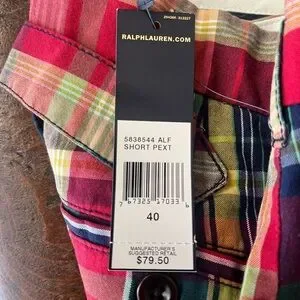 RALPHLAUREN.COM
5838544 ALF
SHORT PEXT
40
MANUFACTURER'S
SUGGESTED RETAIL
$79.50